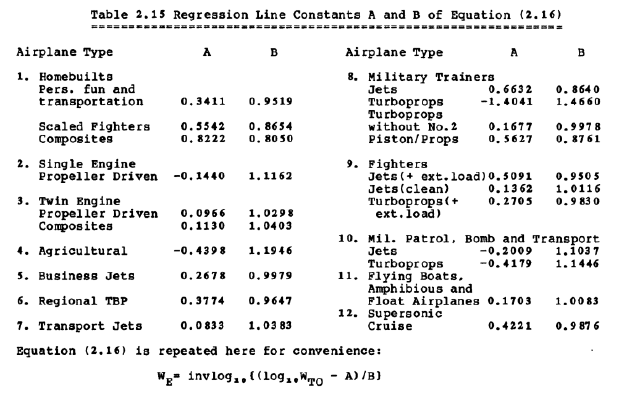 Table 2.15 Regression Line Constants A and B of Equation (2.16)
===============================================================
Airplane Type A B
1. Homebuilts
Pers. fun and
transportation 0.3411 0.9519
Scaled Fighters 0.5542 0.8654
Composites 0.8222 0.8050
2. Single Engine
Propeller Driven -0.1440 1.1162
3. Twin Engine
Propeller Driven 0.0966 1.0298
Composites 0.1130 1.0403
4. Agricultural -0.4398 1.1946
5. Business Jets 0.2678 0.9979
6. Regional TBP 0.3774 0.9647
7. Transport Jets 0.0833 1.0383
Airplane Type A B
8. Military Trainers
Jets 0.6632 0.8640
Turboprops -1.4041 1.4660
Turboprops
without No.2 0.1677 0.9978
Piston/Props 0.5627 0.8761
9. Fighters
Jets(+ ext.load)0.5091 0.9505
Jets(clean) 0.1362 1.0116
Turboprops(+ 0.2705 0.9830
ext.load)
10. Mil. Patrol, Bomb and Transport
Jets -0.2009 1.1037
Turboprops -0.4179 1.1446
11. Flying Boats,
Amphibious and
Float Airplanes 0.1703 1.0083
12. Supersonic
Cruise 0.4221 0.9876
Equation (2.16) is repeated here for convenience:
W_E= invlog₁₀{(log₁₀W_TO - A)/B}